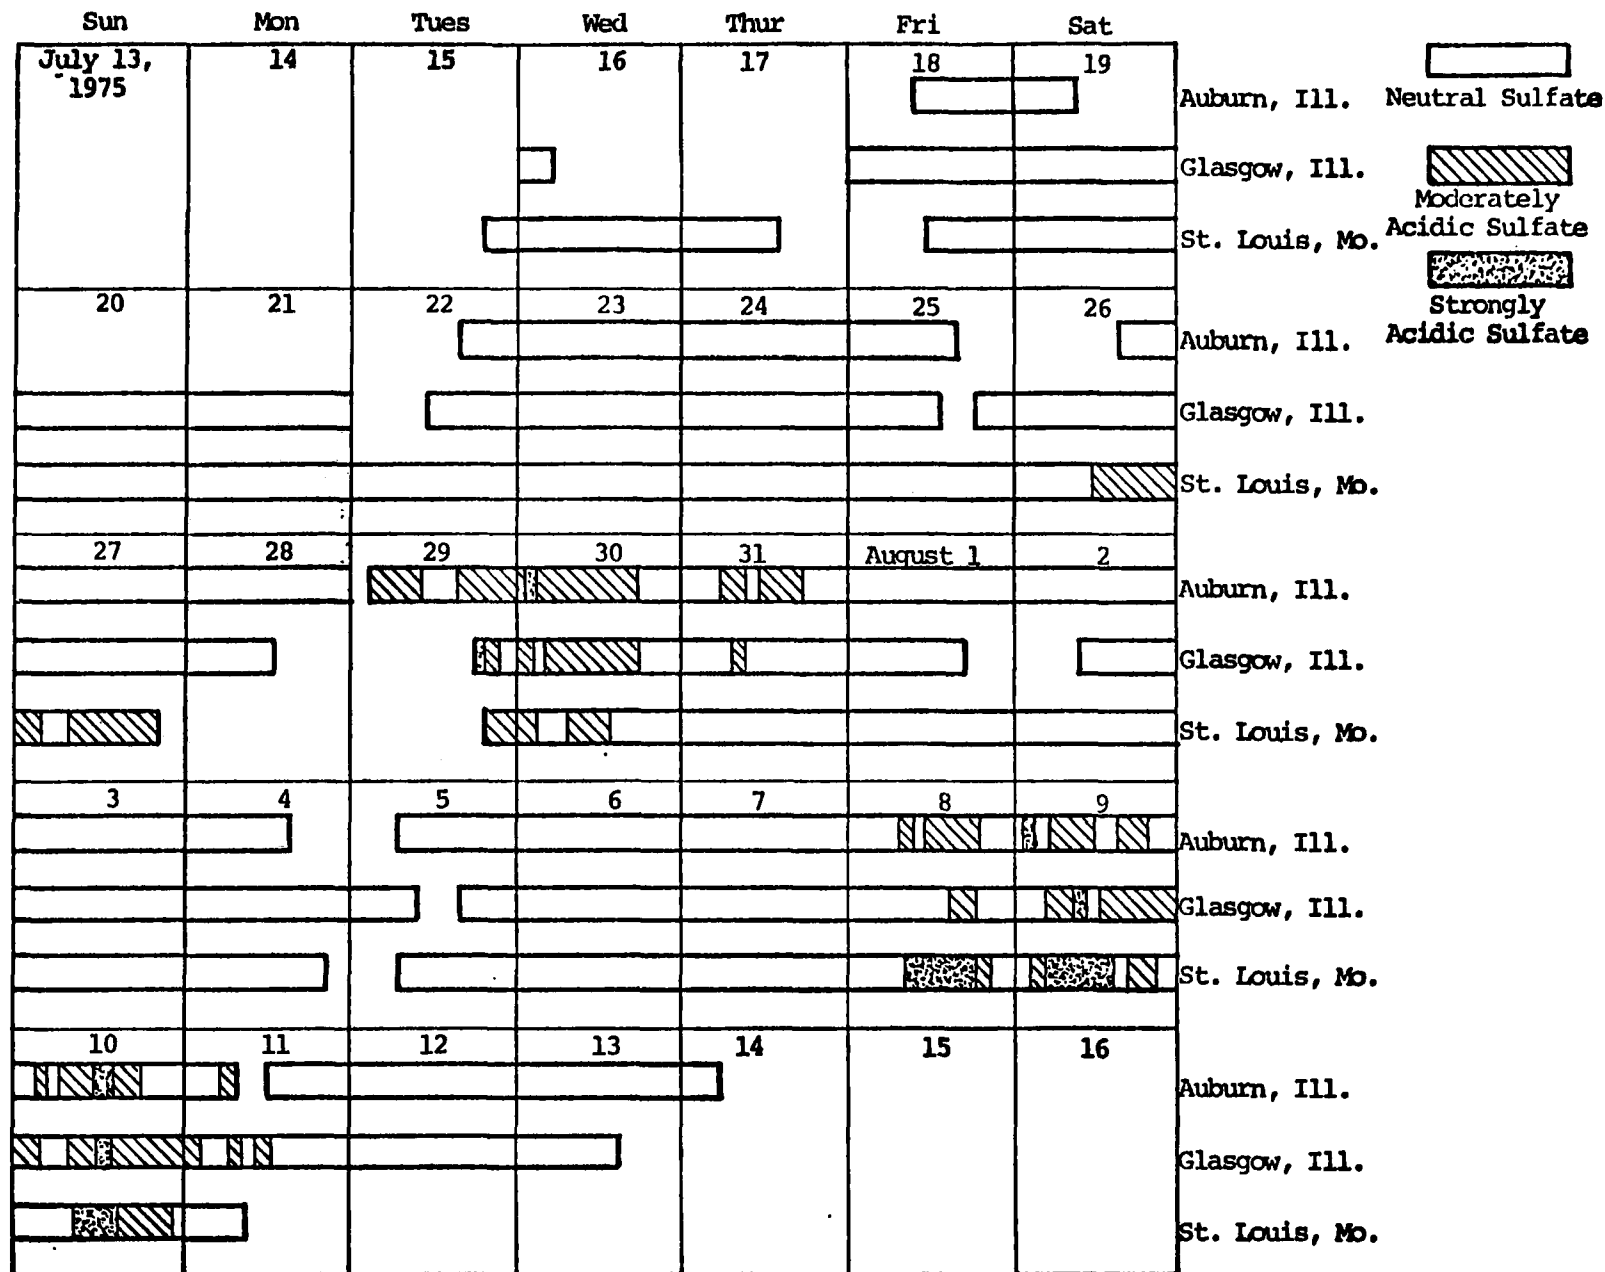 Sun Mon Tues Wed Thur Fri Sat
July 13, 14 15 16 17 18 19
1975
Auburn, Ill.
Glasgow, Ill.
St. Louis, Mo.
20 21 22 23 24 25 26
Auburn, Ill.
Glasgow, Ill.
St. Louis, Mo.
27 28 29 30 31 August 1 2
Auburn, Ill.
Glasgow, Ill.
St. Louis, Mo.
3 4 5 6 7 8 9
Auburn, Ill.
Glasgow, Ill.
St. Louis, Mo.
10 11 12 13 14 15 16
Auburn, Ill.
Glasgow, Ill.
St. Louis, Mo.
Neutral Sulfate
Moderately
Acidic Sulfate
Strongly
Acidic Sulfate